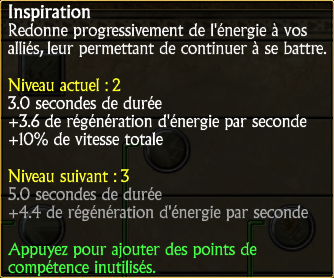 Inspiration
Redonne progressivement de l'énergie à vos
alliés, leur permettant de continuer à se battre.
Niveau actuel : 2
3.0 secondes de durée
+3.6 de régénération d'énergie par seconde
+10% de vitesse totale
Niveau suivant : 3
5.0 secondes de durée
+4.4 de régénération d'énergie par seconde
Appuyez pour ajouter des points de
compétence inutilisés.